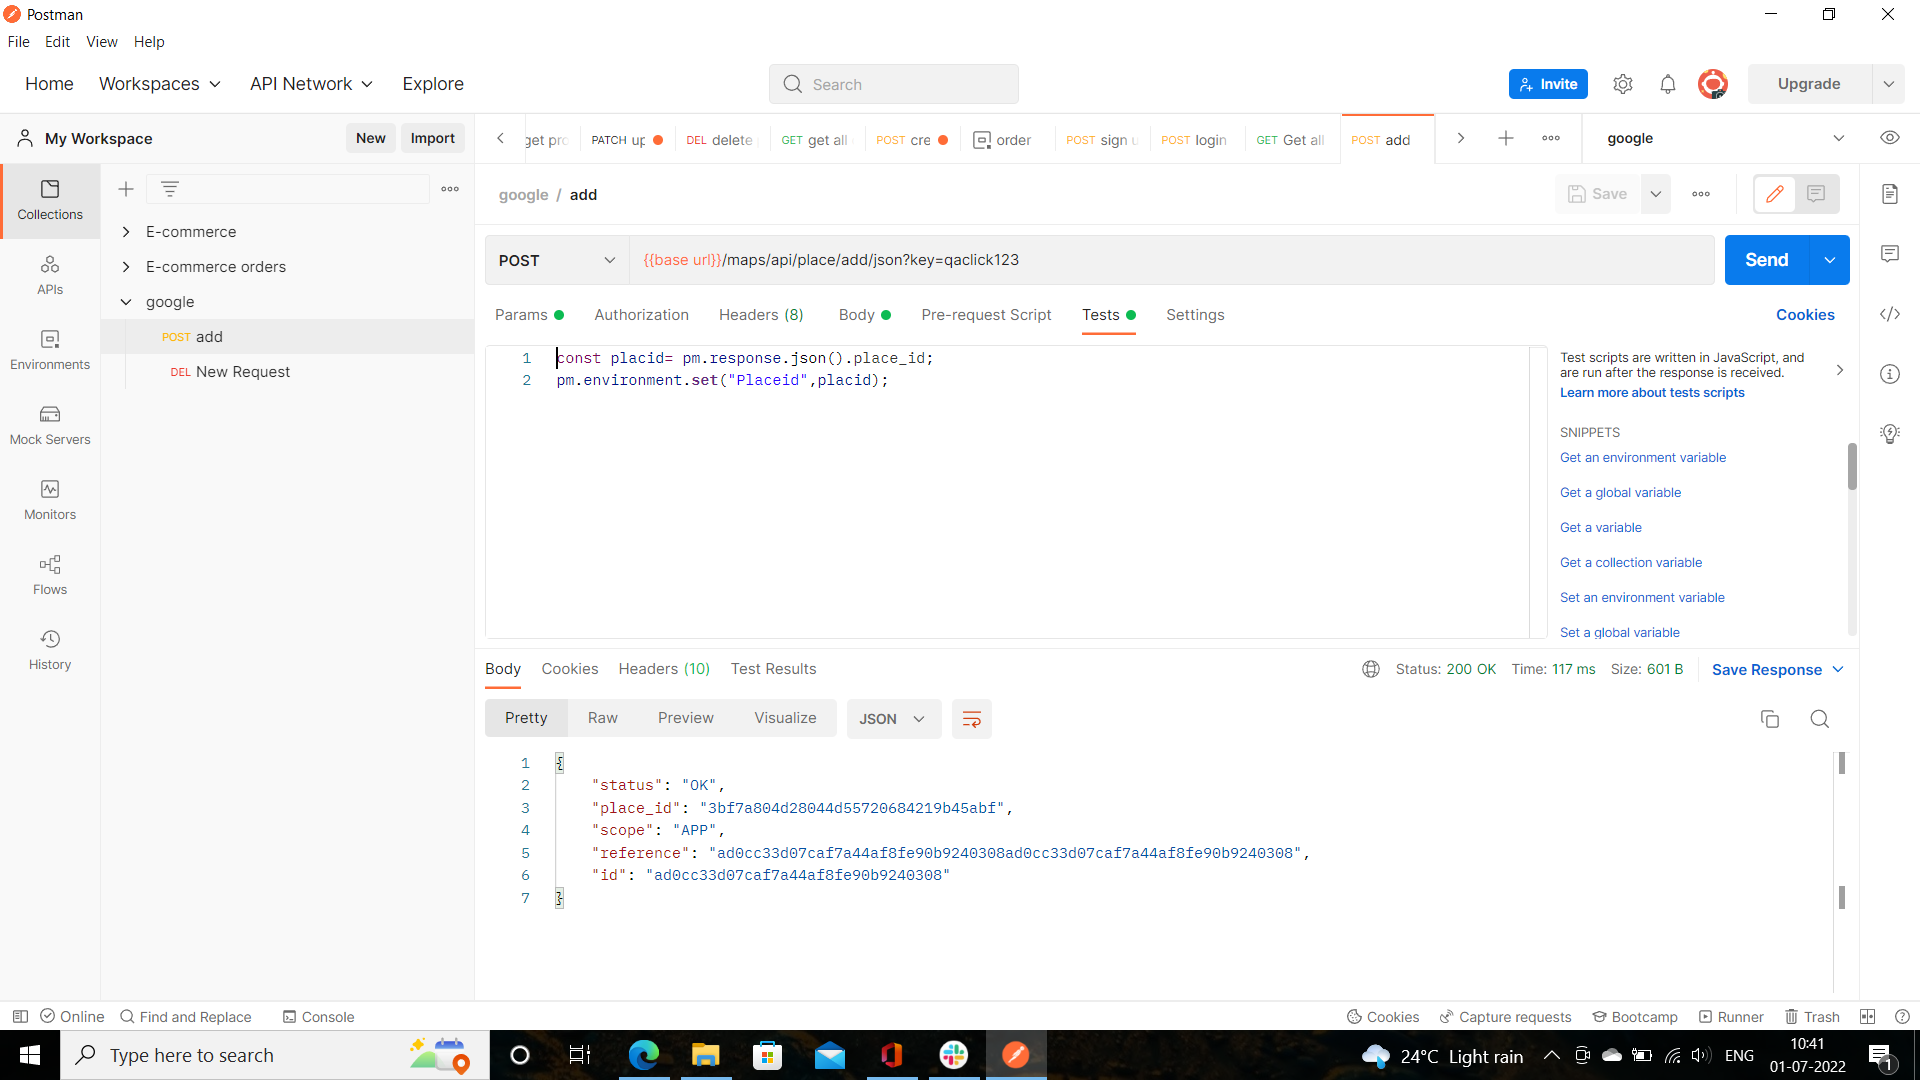 Postman
File Edit View Help
Home Workspaces API Network Explore Search Invite Upgrade
My Workspace New Import
get pro PATCH up DEL delete GET get all POST cre order POST sign u POST login GET Get all POST add google
google / add Save
Collections
APIs
Environments
Mock Servers
Monitors
Flows
History
E-commerce
E-commerce orders
google
POST add
DEL New Request
POST {{base url}}/maps/api/place/add/json?key=qaclick123 Send
Params Authorization Headers (8) Body Pre-request Script Tests Settings Cookies
1 const placid= pm.response.json().place_id;
2 pm.environment.set("Placeid",placid);
Test scripts are written in JavaScript, and
are run after the response is received.
Learn more about tests scripts
SNIPPETS
Get an environment variable
Get a global variable
Get a variable
Get a collection variable
Set an environment variable
Set a global variable
Body Cookies Headers (10) Test Results Status: 200 OK Time: 117 ms Size: 601 B Save Response
Pretty Raw Preview Visualize JSON
1 {
2 "status": "OK",
3 "place_id": "3bf7a804d28044d55720684219b45abf",
4 "scope": "APP",
5 "reference": "ad0cc33d07caf7a44af8fe90b9240308ad0cc33d07caf7a44af8fe90b9240308",
6 "id": "ad0cc33d07caf7a44af8fe90b9240308"
7 }
Online Find and Replace Console Cookies Capture requests Bootcamp Runner Trash
Type here to search 24°C Light rain ENG 10:41
01-07-2022
1